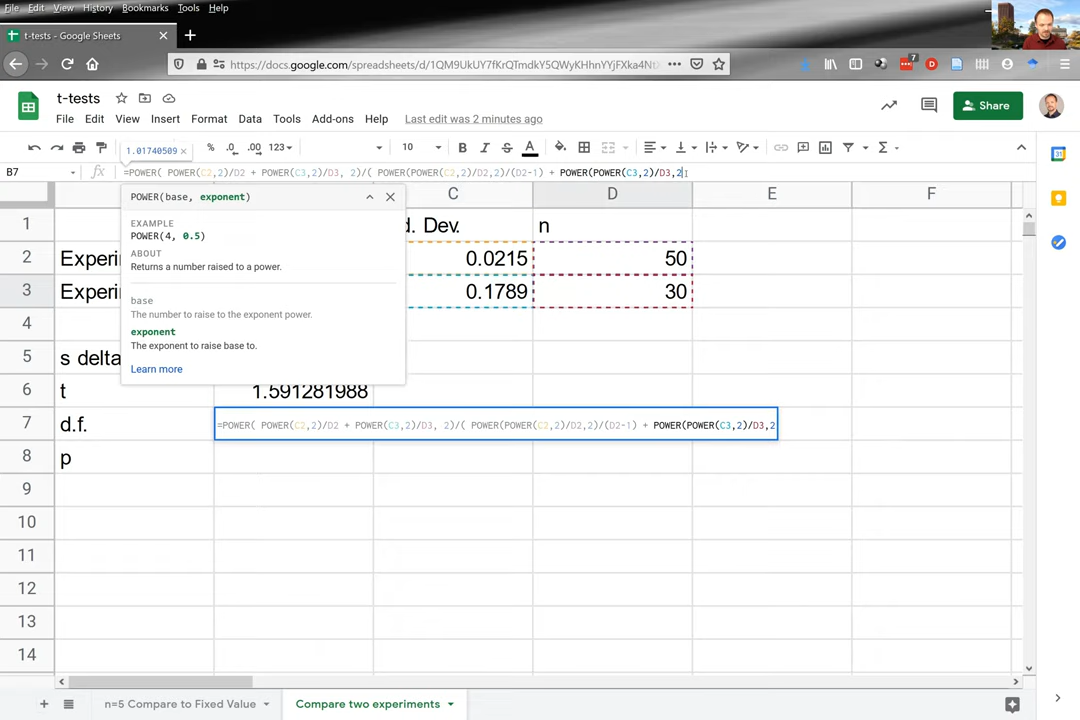 File Edit View History Bookmarks Tools Help
t-tests - Google Sheets
https://docs.google.com/spreadsheets/d/1QM9UkUY7fKrQTmdkY5QWyKHhnYYjFXka4Nt
7
t-tests
File Edit View Insert Format Data Tools Add-ons Help Last edit was 2 minutes ago
Share
1.01740509 ×
% .0 .00 123 10 B I S A
B7 fx =POWER( POWER(C2,2)/D2 + POWER(C3,2)/D3, 2)/( POWER(POWER(C2,2)/D2,2)/(D2-1) + POWER(POWER(C3,2)/D3,2
POWER(base, exponent)
EXAMPLE
POWER(4, 0.5)
ABOUT
Returns a number raised to a power.
base
The number to raise to the exponent power.
exponent
The exponent to raise base to.
Learn more
C D E F
1 d. Dev. n
2 Experi 0.0215 50
3 Experi 0.1789 30
4
5 s delta
6 t 1.591281988
7 d.f. =POWER( POWER(C2,2)/D2 + POWER(C3,2)/D3, 2)/( POWER(POWER(C2,2)/D2,2)/(D2-1) + POWER(POWER(C3,2)/D3,2
8 p
9
10
11
12
13
14
n=5 Compare to Fixed Value Compare two experiments